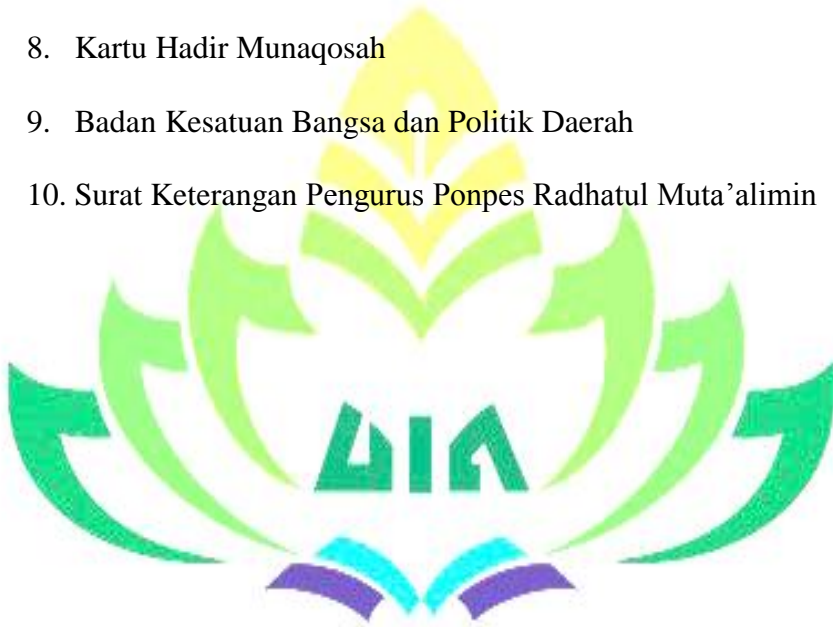 8. Kartu Hadir Munaqosah
9. Badan Kesatuan Bangsa dan Politik Daerah
10. Surat Keterangan Pengurus Ponpes Radhatul Muta’alimin